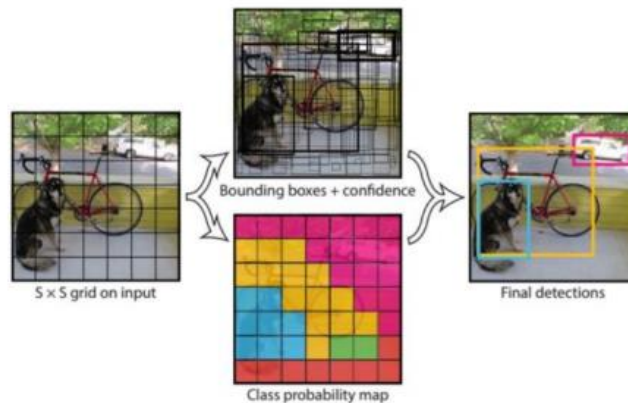 Bounding boxes + confidence
S × S grid on input
Final detections
Class probability map